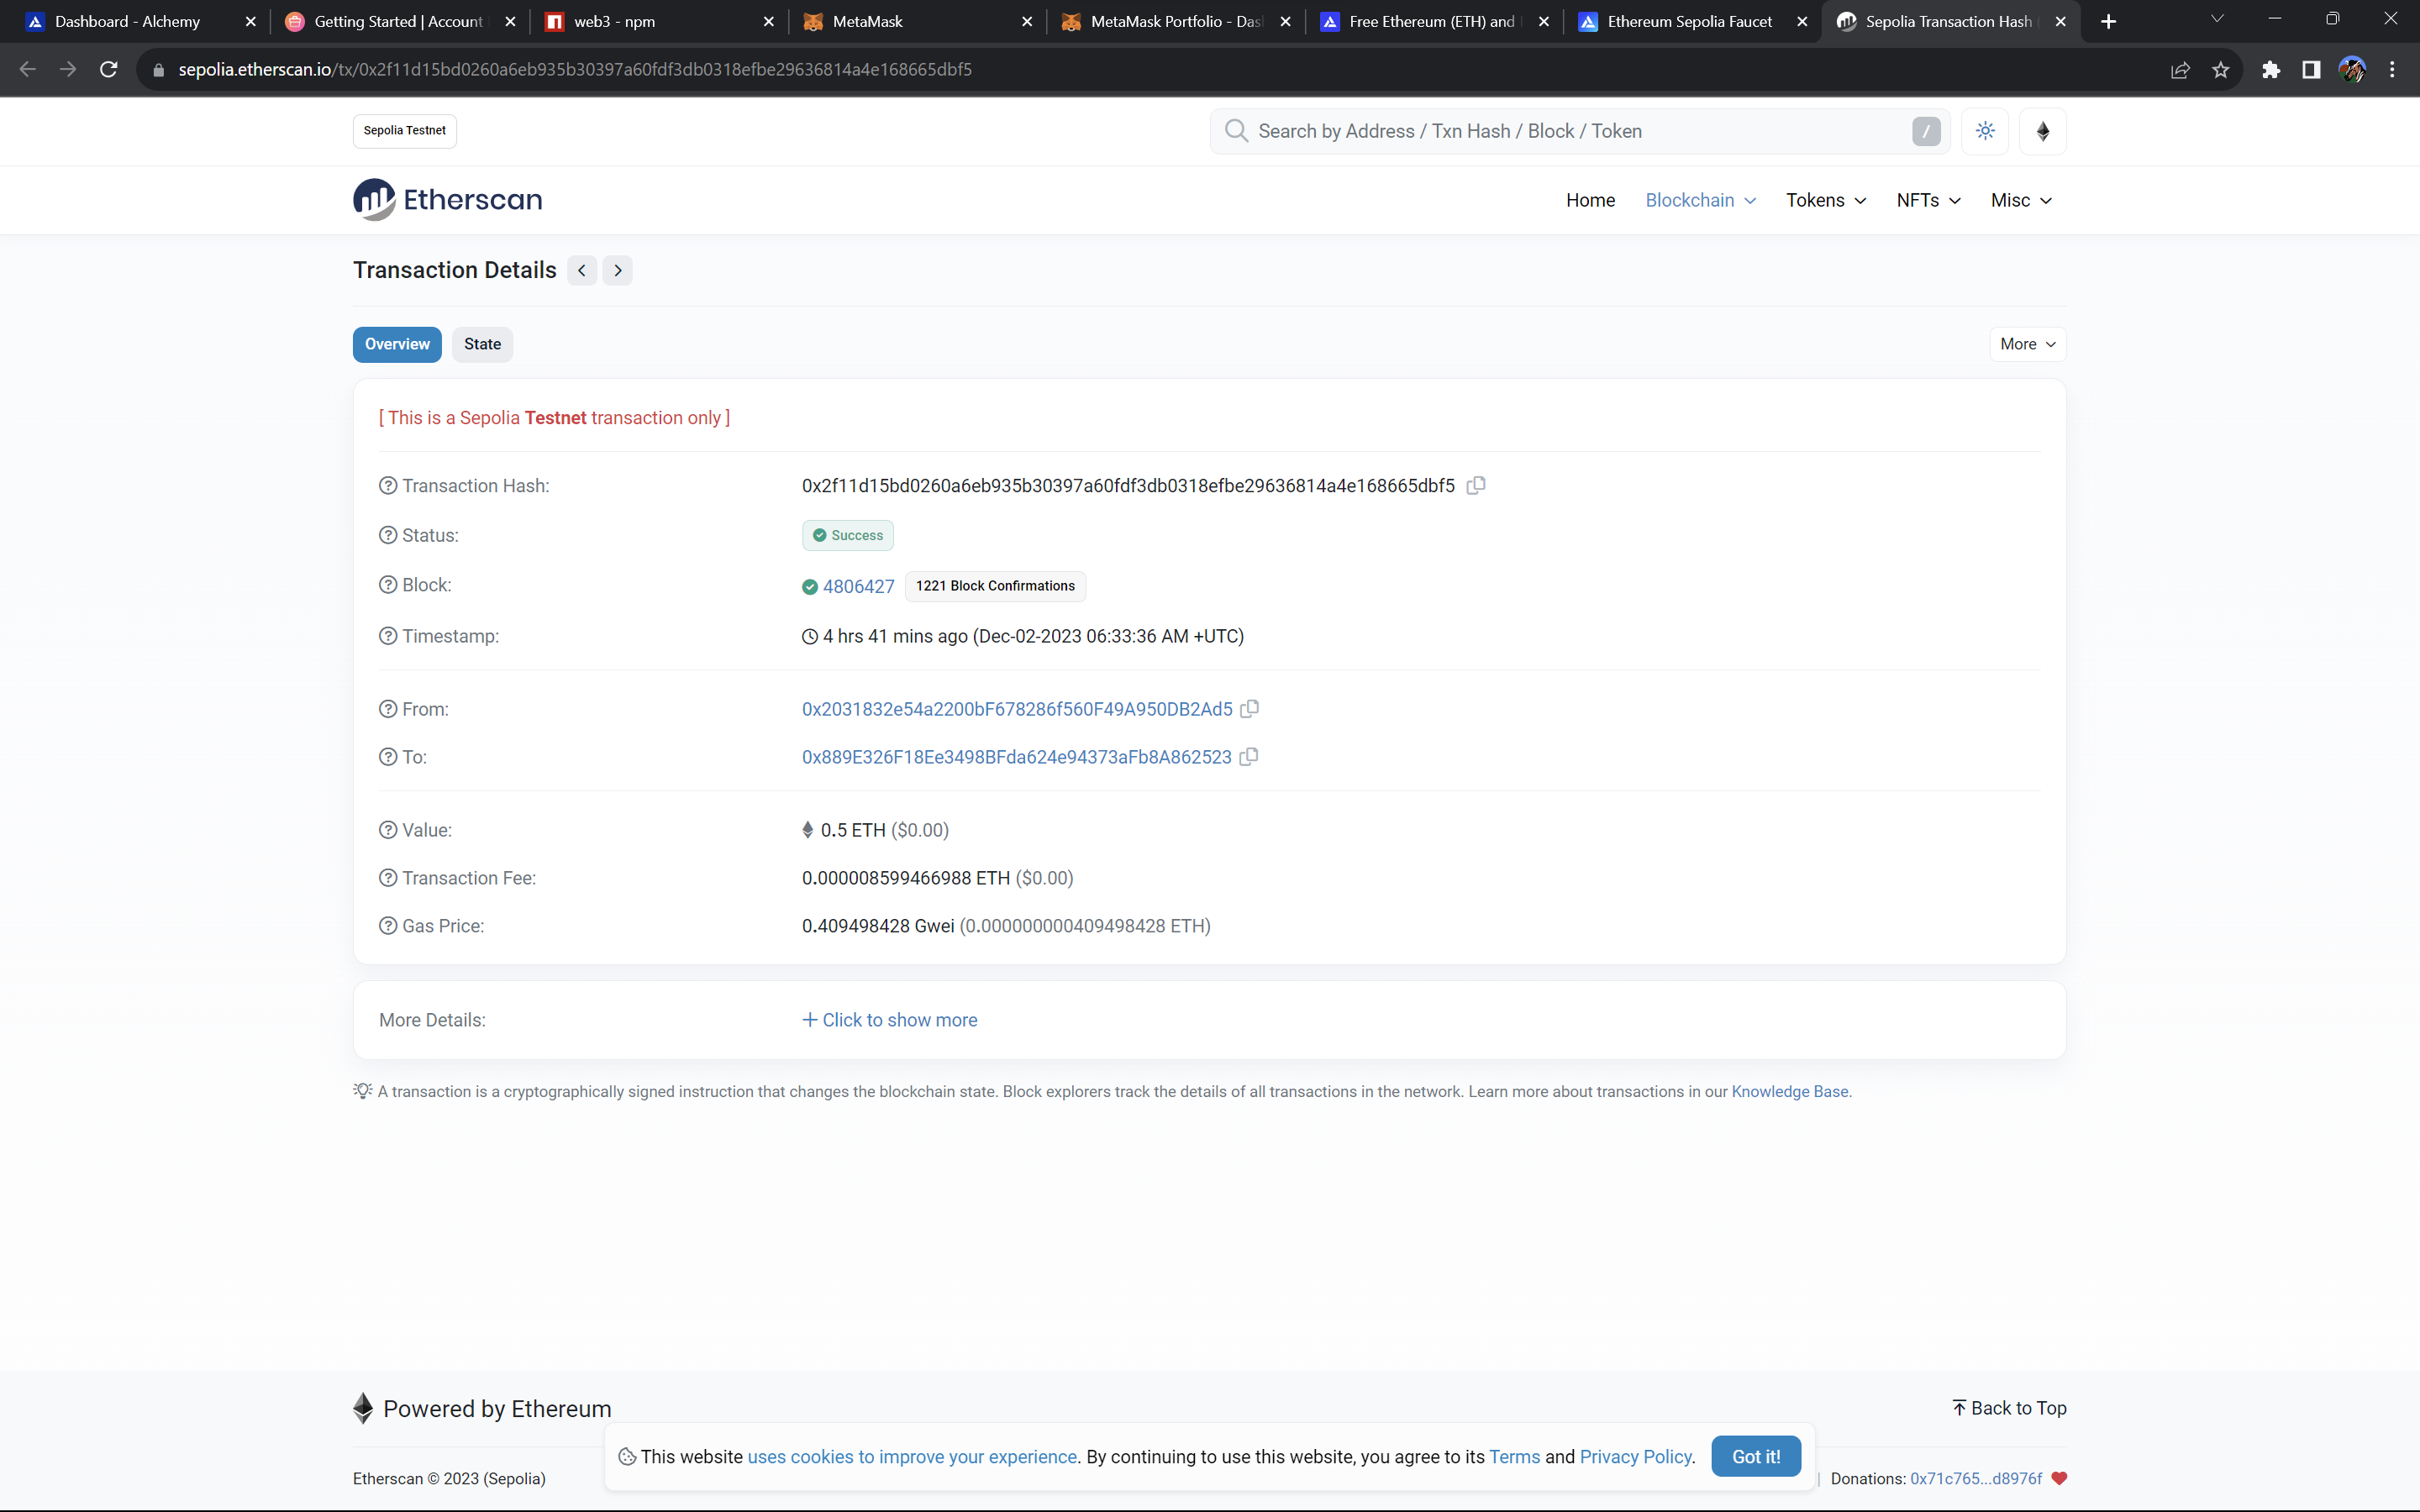 Dashboard - Alchemy
Getting Started | Account
web3 - npm
MetaMask
MetaMask Portfolio - Das
Free Ethereum (ETH) and
Ethereum Sepolia Faucet
Sepolia Transaction Hash
sepolia.etherscan.io/tx/0x2f11d15bd0260a6eb935b30397a60fdf3db0318efbe29636814a4e168665dbf5
Sepolia Testnet
Search by Address / Txn Hash / Block / Token
/
Etherscan
Home
Blockchain
Tokens
NFTs
Misc
Transaction Details
Overview
State
More
[ This is a Sepolia Testnet transaction only ]
Transaction Hash: 0x2f11d15bd0260a6eb935b30397a60fdf3db0318efbe29636814a4e168665dbf5
Status: Success
Block: 4806427 1221 Block Confirmations
Timestamp: 4 hrs 41 mins ago (Dec-02-2023 06:33:36 AM +UTC)
From: 0x2031832e54a2200bF678286f560F49A950DB2Ad5
To: 0x889E326F18Ee3498BFda624e94373aFb8A862523
Value: 0.5 ETH ($0.00)
Transaction Fee: 0.000008599466988 ETH ($0.00)
Gas Price: 0.409498428 Gwei (0.000000000409498428 ETH)
More Details: + Click to show more
A transaction is a cryptographically signed instruction that changes the blockchain state. Block explorers track the details of all transactions in the network. Learn more about transactions in our Knowledge Base.
Powered by Ethereum
Back to Top
This website uses cookies to improve your experience. By continuing to use this website, you agree to its Terms and Privacy Policy.
Got it!
Etherscan © 2023 (Sepolia)
Donations: 0x71c765...d8976f